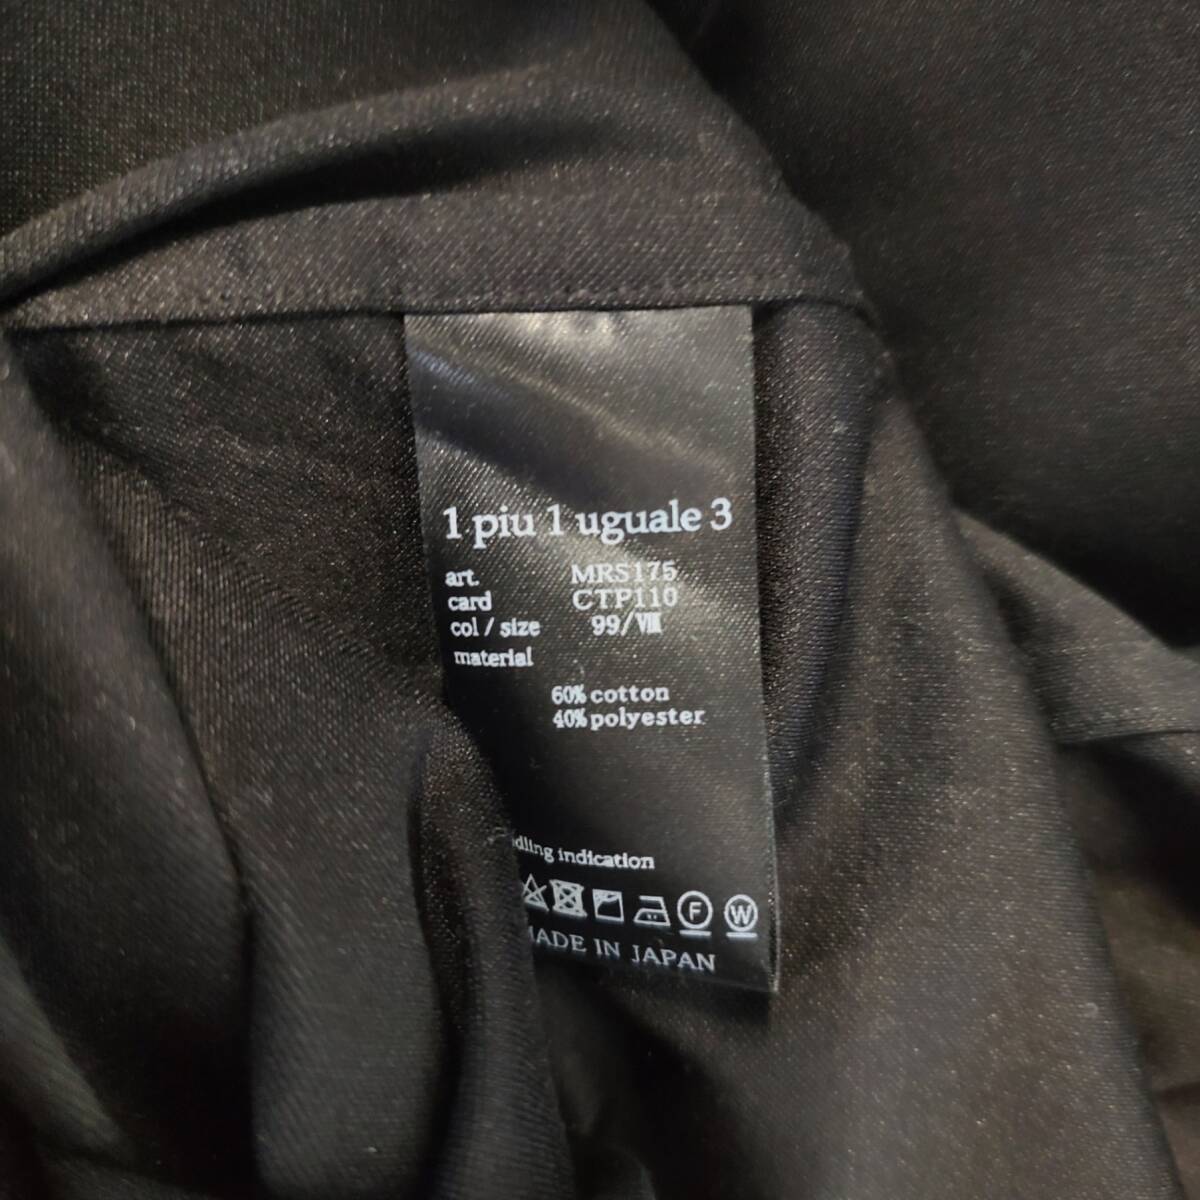 1 piu 1 uguale 3
art. MRS175
card CTP110
col / size 99/Ⅷ
material
60% cotton
40% polyester
indication
F W
MADE IN JAPAN